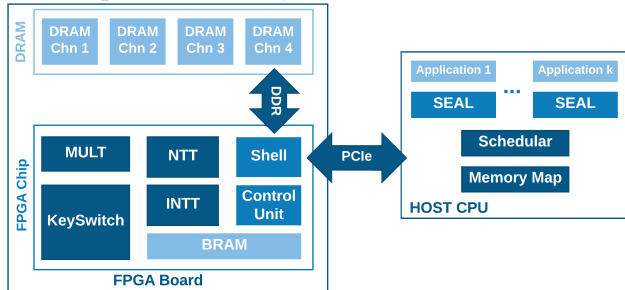 DRAM
DRAM
Chn 1
DRAM
Chn 2
DRAM
Chn 3
DRAM
Chn 4
DDR
FPGA Chip
MULT
NTT
Shell
KeySwitch
INTT
Control
Unit
BRAM
FPGA Board
PCIe
Application 1
...
Application k
SEAL
SEAL
Schedular
Memory Map
HOST CPU